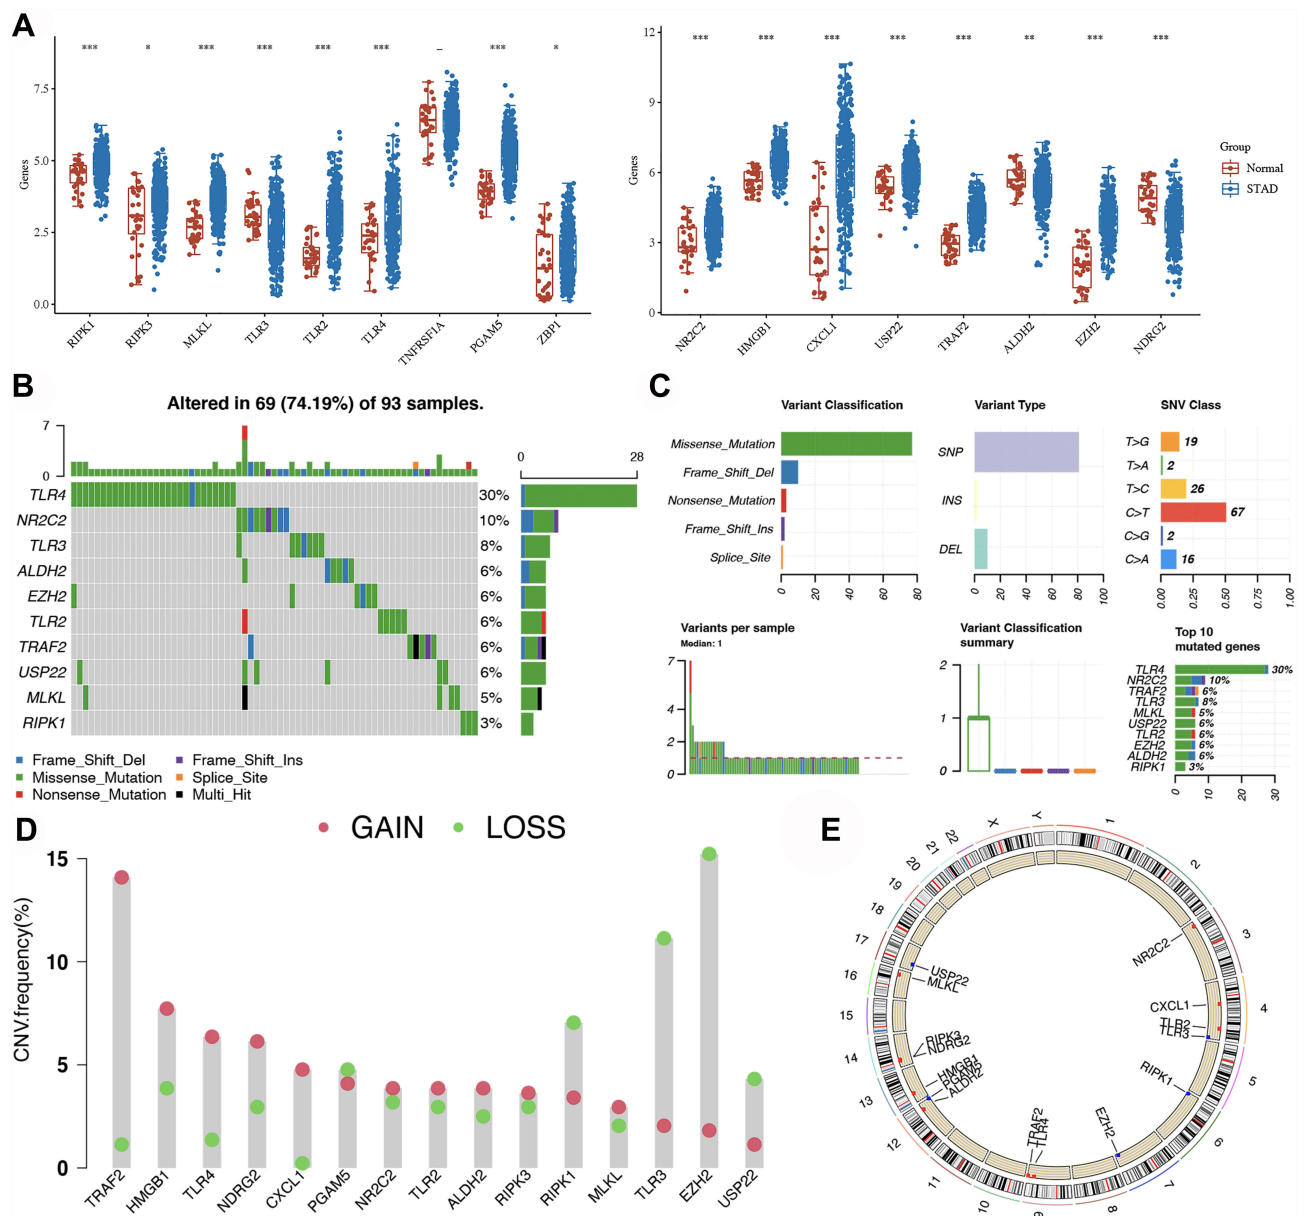 A
*** * *** *** *** *** – *** *
Genes
7.5
5.0
2.5
0.0
RIPK1 RIPK3 MLKL TLR3 TLR2 TLR4 TNFRSF1A PGAM5 ZBP1
*** *** *** *** *** ** *** ***
Genes
12
9
6
3
0
NR2C2 HMGB1 CXCL1 USP22 TRAF2 ALDH2 EZH2 NDRG2
Group
Normal
STAD
B
Altered in 69 (74.19%) of 93 samples.
7
0
0 28
TLR4 30%
NR2C2 10%
TLR3 8%
ALDH2 6%
EZH2 6%
TLR2 6%
TRAF2 6%
USP22 6%
MLKL 5%
RIPK1 3%
Frame_Shift_Del Frame_Shift_Ins
Missense_Mutation Splice_Site
Nonsense_Mutation Multi_Hit
C
Variant Classification
Missense_Mutation
Frame_Shift_Del
Nonsense_Mutation
Frame_Shift_Ins
Splice_Site
0 20 40 60 80
Variant Type
SNP
INS
DEL
0 20 40 60 80 100
SNV Class
T>G 19
T>A 2
T>C 26
C>T 67
C>G 2
C>A 16
0.00 0.25 0.50 0.75 1.00
Variants per sample
Median: 1
7
4
2
0
Variant Classification
summary
2
1
0
Top 10
mutated genes
TLR4 30%
NR2C2 10%
TRAF2 6%
TLR3 8%
MLKL 5%
USP22 6%
TLR2 6%
EZH2 6%
ALDH2 6%
RIPK1 3%
0 10 20 30
D
GAIN LOSS
CNV.frequency(%)
15
10
5
0
TRAF2 HMGB1 TLR4 NDRG2 CXCL1 PGAM5 NR2C2 TLR2 ALDH2 RIPK3 RIPK1 MLKL TLR3 EZH2 USP22
E
1
2
3
4
5
6
7
8
9
10
11
12
13
14
15
16
17
18
19
20
21
22
X
Y
NR2C2
CXCL1
TLR2
TLR3
RIPK1
EZH2
TLR4
TRAF2
ALDH2
PGAM5
HMGB1
NDRG2
RIPK3
MLKL
USP22